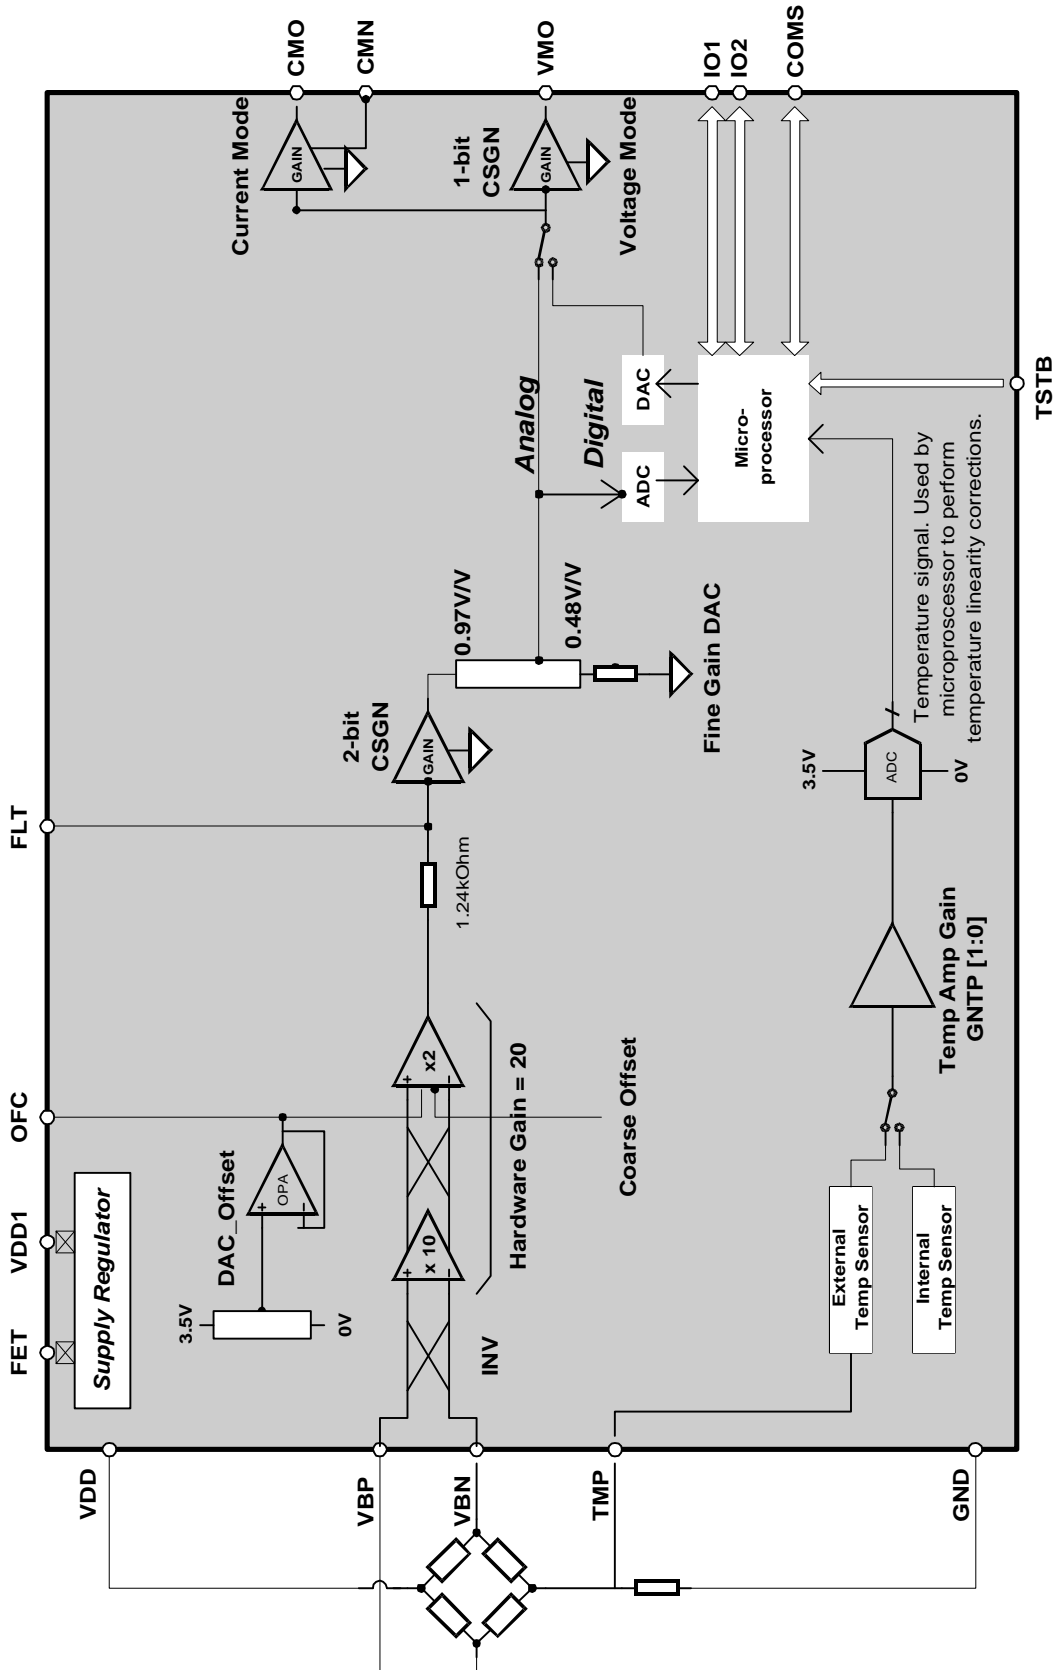 FET
VDD1
OFC
FLT
Supply Regulator
VDD
VBP
VBN
TMP
GND
3.5V
0V
DAC_Offset
OPA
+
−
INV
+
−
x 10
+
−
x2
Hardware Gain = 20
Coarse Offset
1.24kOhm
2-bit
CSGN
GAIN
0.97V/V
0.48V/V
Fine Gain DAC
Analog
Digital
ADC
DAC
Micro-
processor
Current Mode
GAIN
1-bit
CSGN
GAIN
Voltage Mode
CMO
CMN
VMO
IO1
IO2
COMS
External
Temp Sensor
Internal
Temp Sensor
Temp Amp Gain
GNTP [1:0]
3.5V
ADC
0V
Temperature signal. Used by
microproscessor to perform
temperature linearity corrections.
TSTB